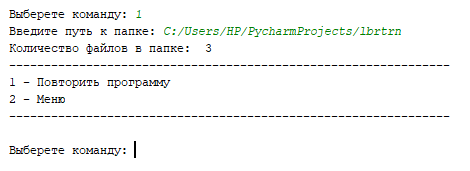 Выберете команду: 1
Введите путь к папке: C:/Users/HP/PycharmProjects/lbrtrn
Количество файлов в папке:  3
---------------------------------------------------------------
1 - Повторить программу
2 - Меню
---------------------------------------------------------------
Выберете команду: